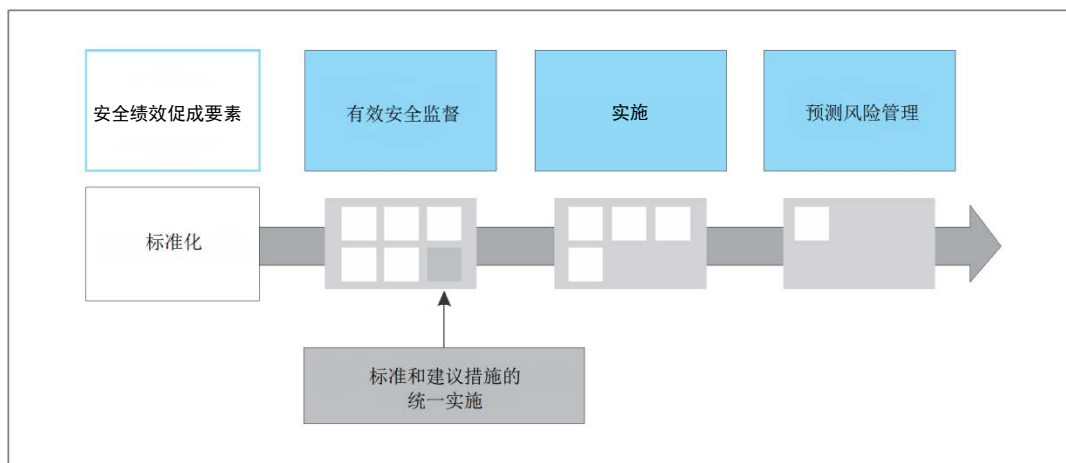 安全绩效促成要素
有效安全监督
实施
预测风险管理
标准化
标准和建议措施的
统一实施